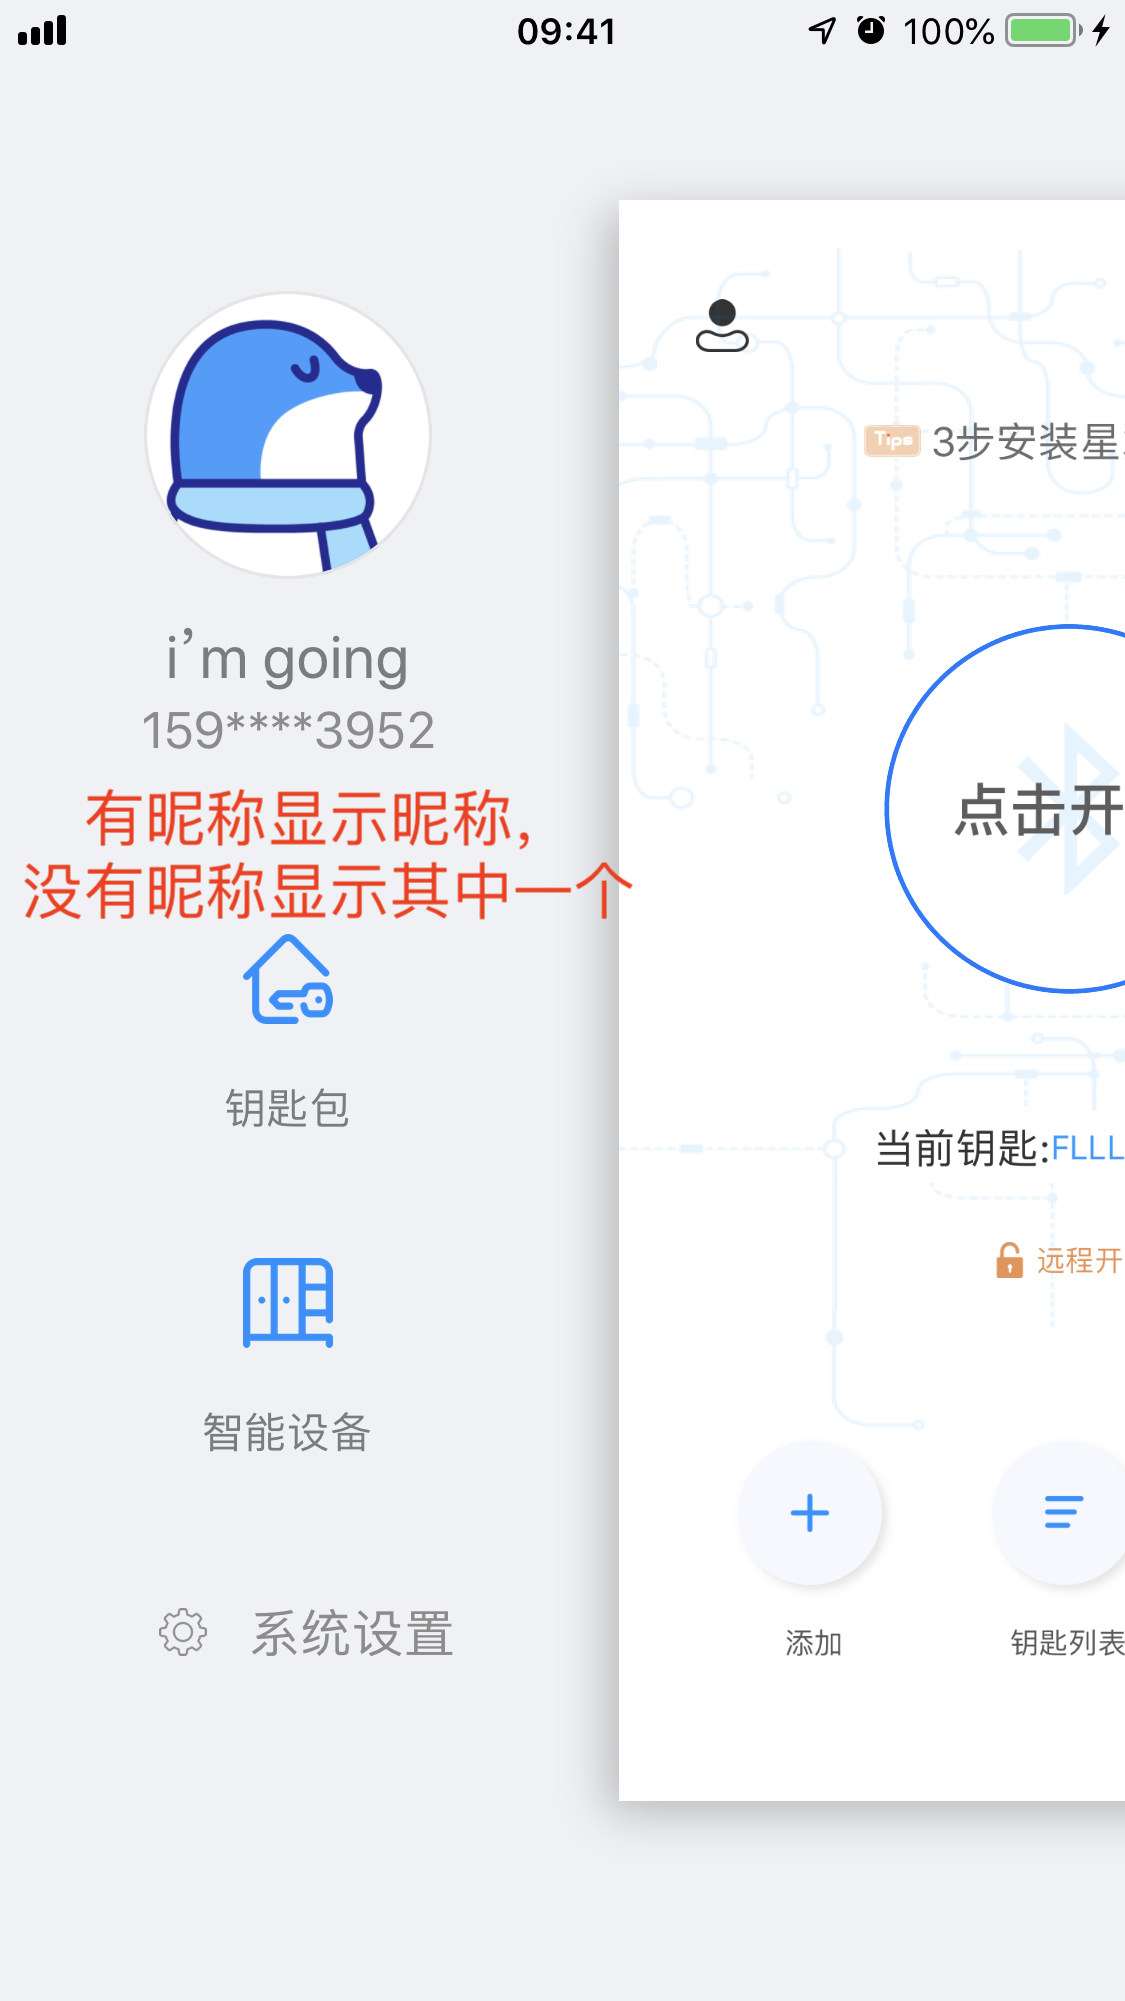 09:41
100%
i’m going
159****3952
有昵称显示昵称，
没有昵称显示其中一个
钥匙包
智能设备
系统设置
Tips 3步安装星
点击开
当前钥匙:FLLL
远程开
添加
钥匙列表